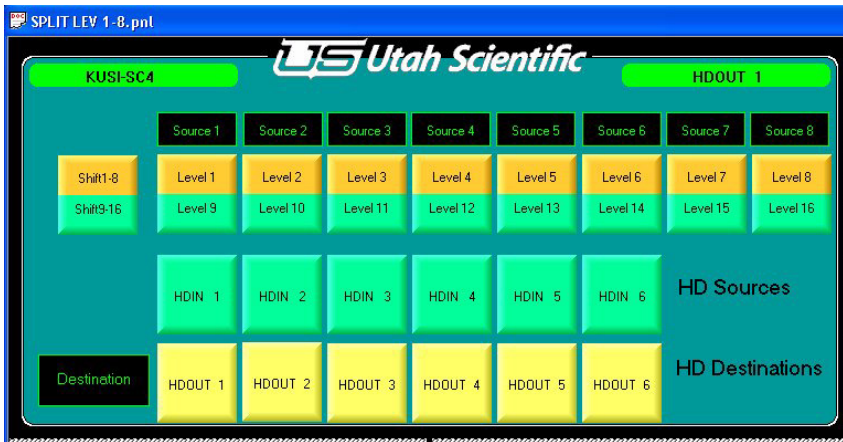 SPLIT LEV 1-8.pnl
US Utah Scientific
KUSI-SC4
HDOUT 1
Source 1
Source 2
Source 3
Source 4
Source 5
Source 6
Source 7
Source 8
Shift1-8
Level 1
Level 2
Level 3
Level 4
Level 5
Level 6
Level 7
Level 8
Shift9-16
Level 9
Level 10
Level 11
Level 12
Level 13
Level 14
Level 15
Level 16
HDIN 1
HDIN 2
HDIN 3
HDIN 4
HDIN 5
HDIN 6
HD Sources
Destination
HDOUT 1
HDOUT 2
HDOUT 3
HDOUT 4
HDOUT 5
HDOUT 6
HD Destinations